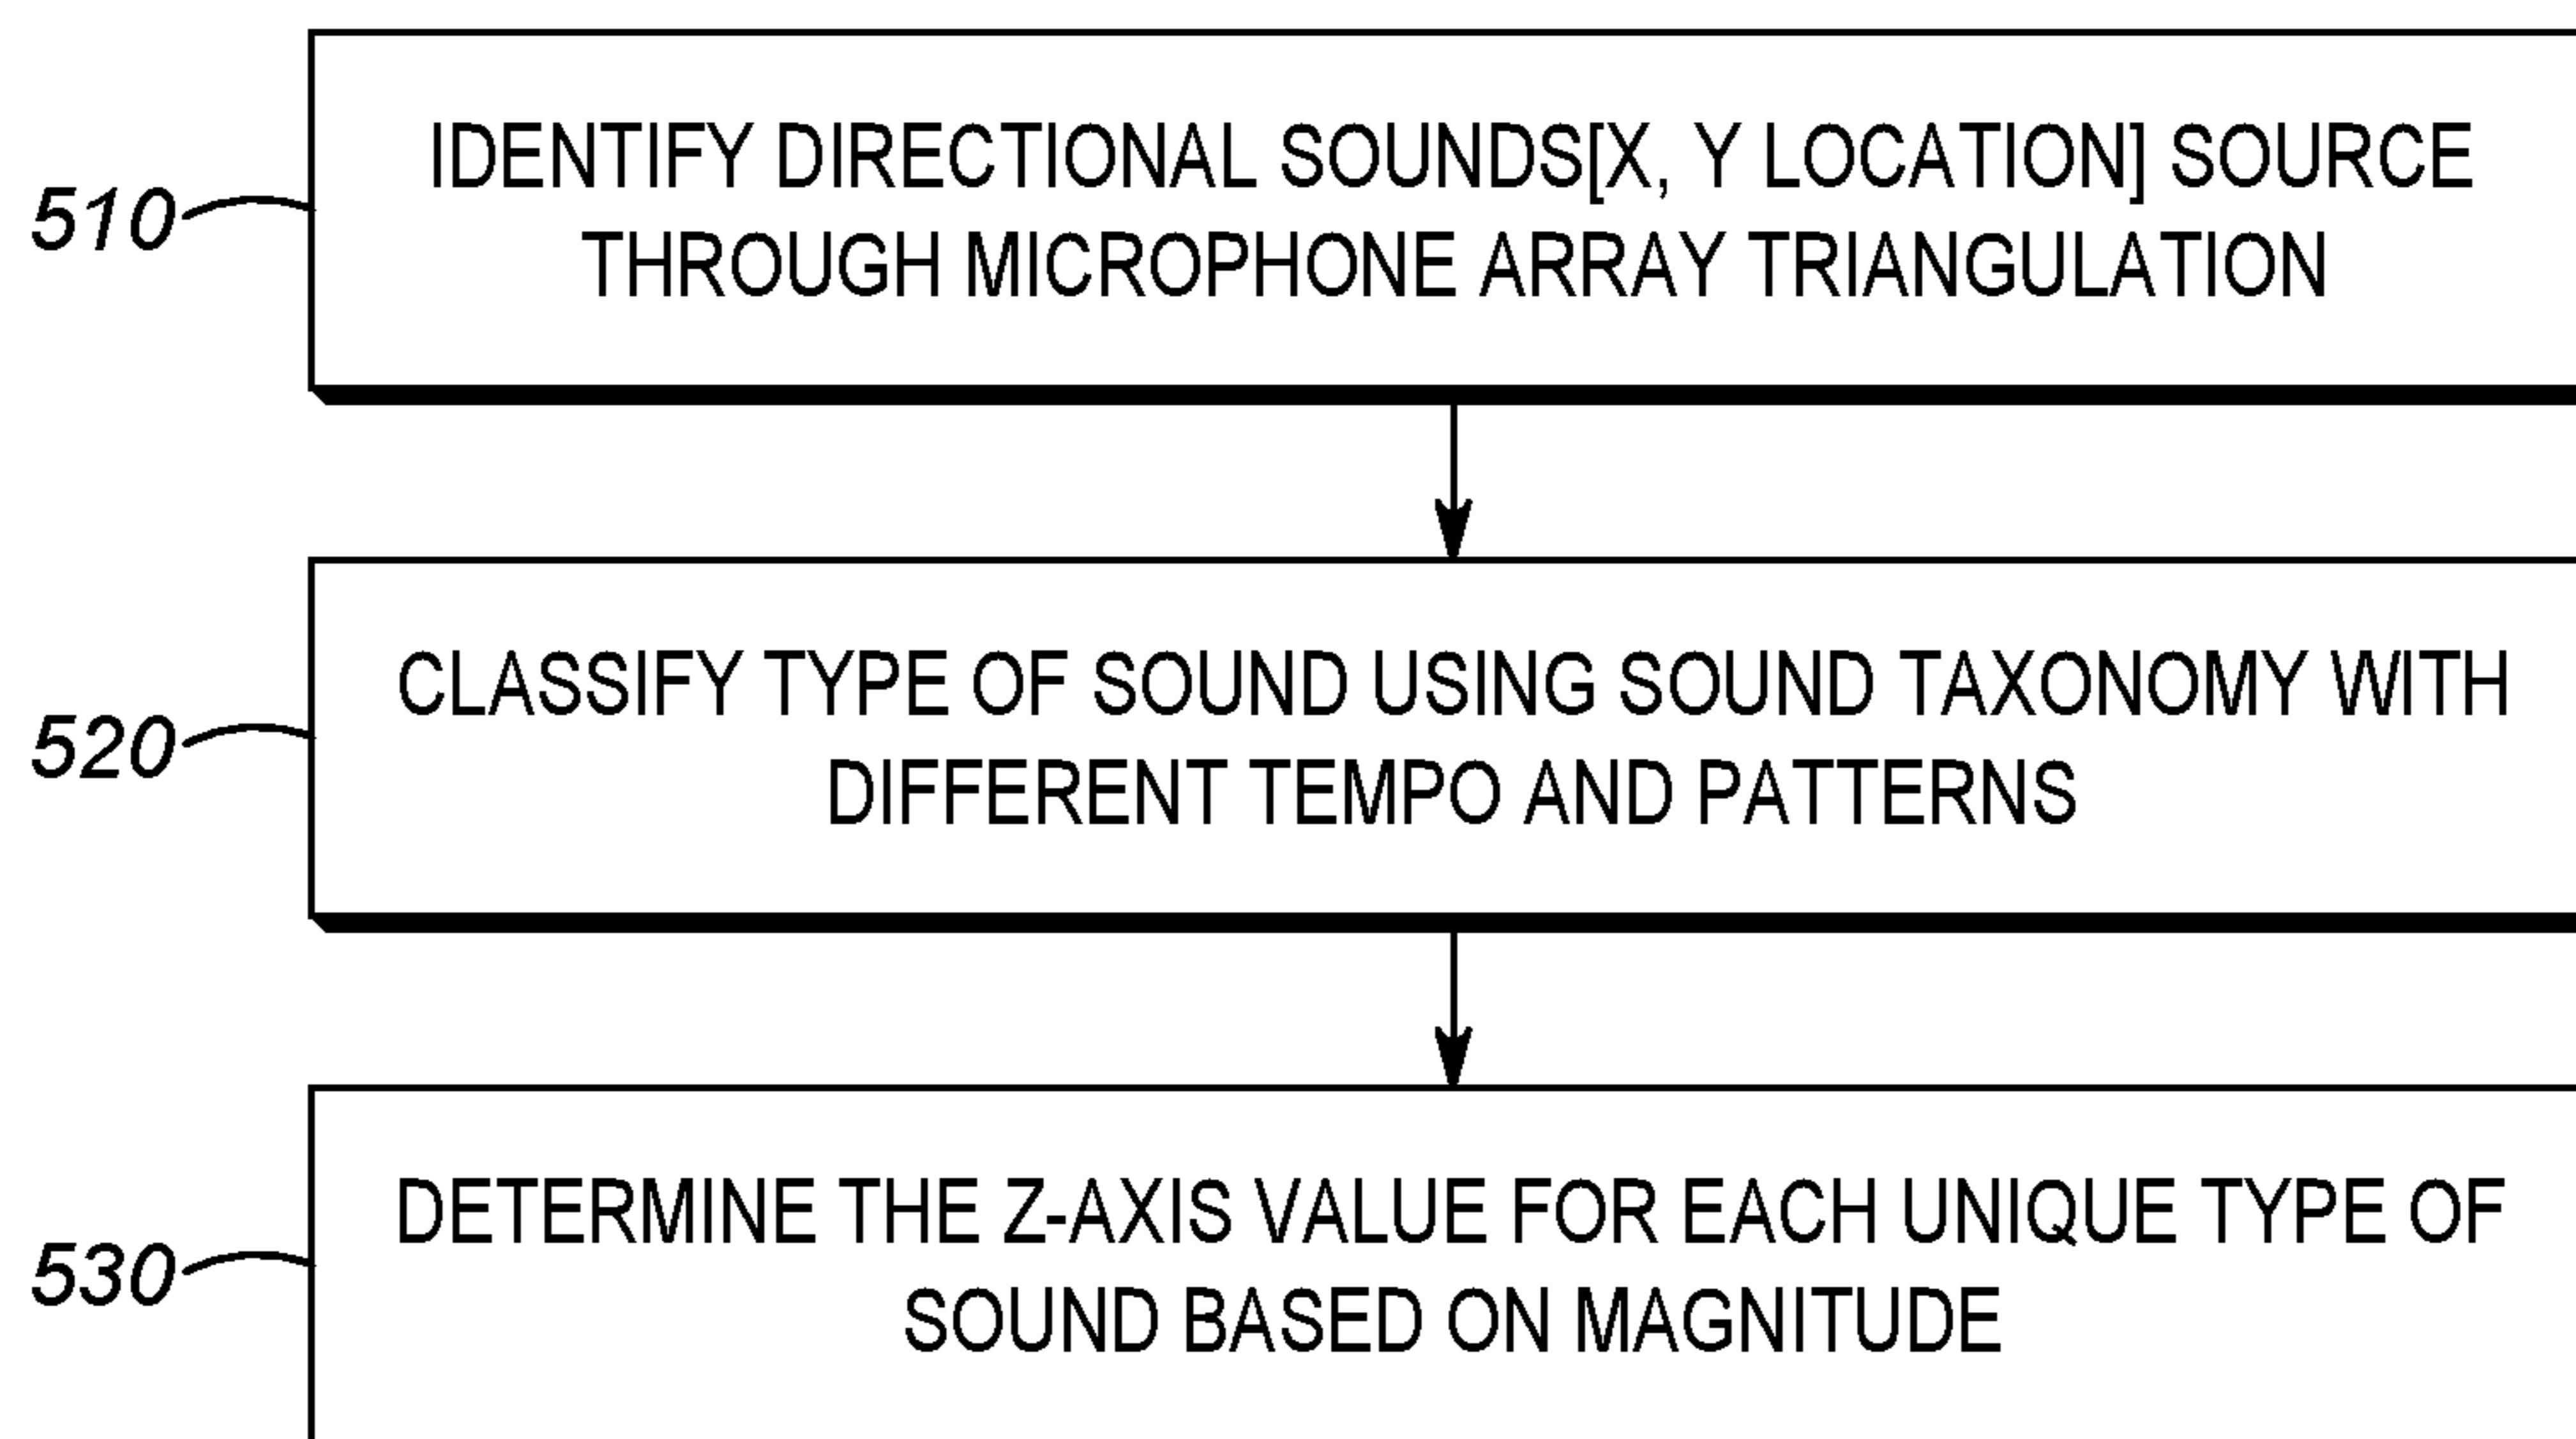 510
IDENTIFY DIRECTIONAL SOUNDS[X, Y LOCATION] SOURCE
THROUGH MICROPHONE ARRAY TRIANGULATION
520
CLASSIFY TYPE OF SOUND USING SOUND TAXONOMY WITH
DIFFERENT TEMPO AND PATTERNS
530
DETERMINE THE Z-AXIS VALUE FOR EACH UNIQUE TYPE OF
SOUND BASED ON MAGNITUDE